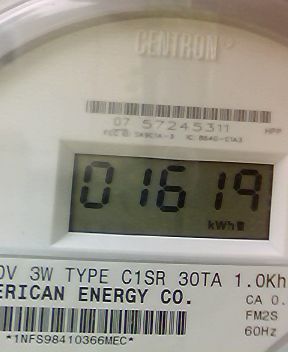 CENTRON®
07 57245311 HPP
01619
kWh
0V 3W TYPE C1SR 30TA 1.0Kh
ERICAN ENERGY CO.
CA 0.
FM2S
60Hz
*1NFS98410366MEC*